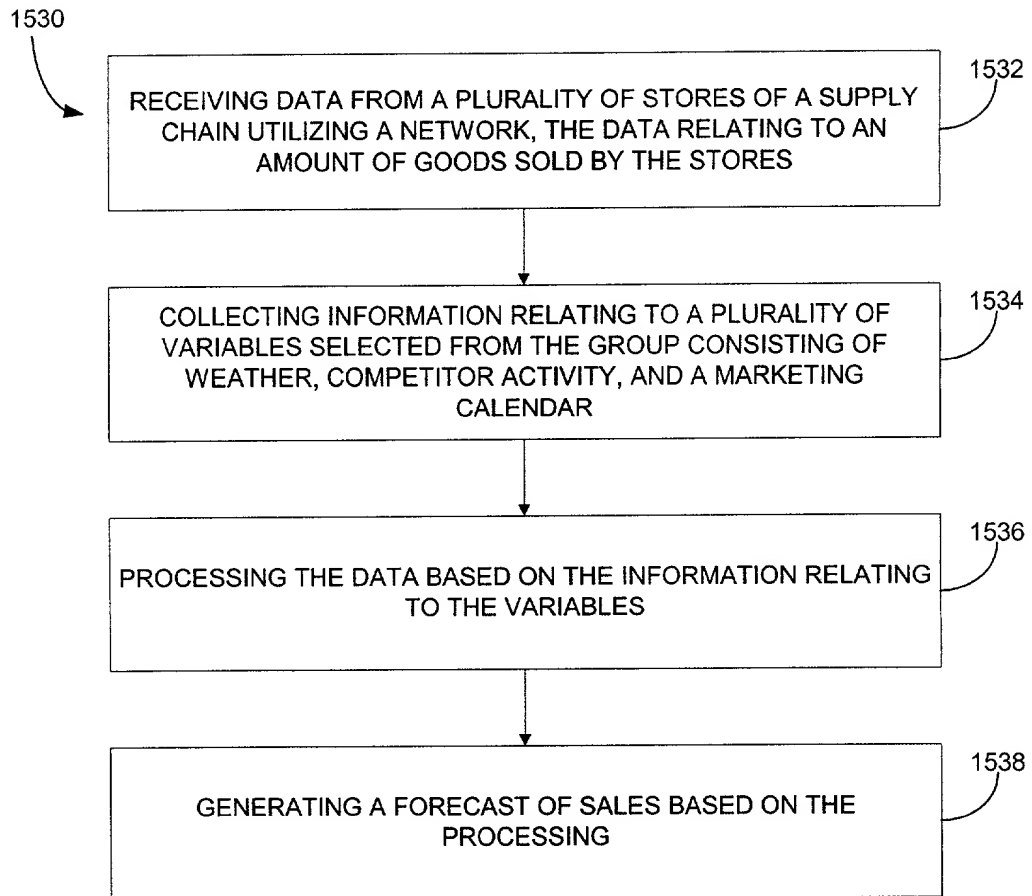 1530
1532
RECEIVING DATA FROM A PLURALITY OF STORES OF A SUPPLY
CHAIN UTILIZING A NETWORK, THE DATA RELATING TO AN
AMOUNT OF GOODS SOLD BY THE STORES
1534
COLLECTING INFORMATION RELATING TO A PLURALITY OF
VARIABLES SELECTED FROM THE GROUP CONSISTING OF
WEATHER, COMPETITOR ACTIVITY, AND A MARKETING
CALENDAR
1536
PROCESSING THE DATA BASED ON THE INFORMATION RELATING
TO THE VARIABLES
1538
GENERATING A FORECAST OF SALES BASED ON THE
PROCESSING